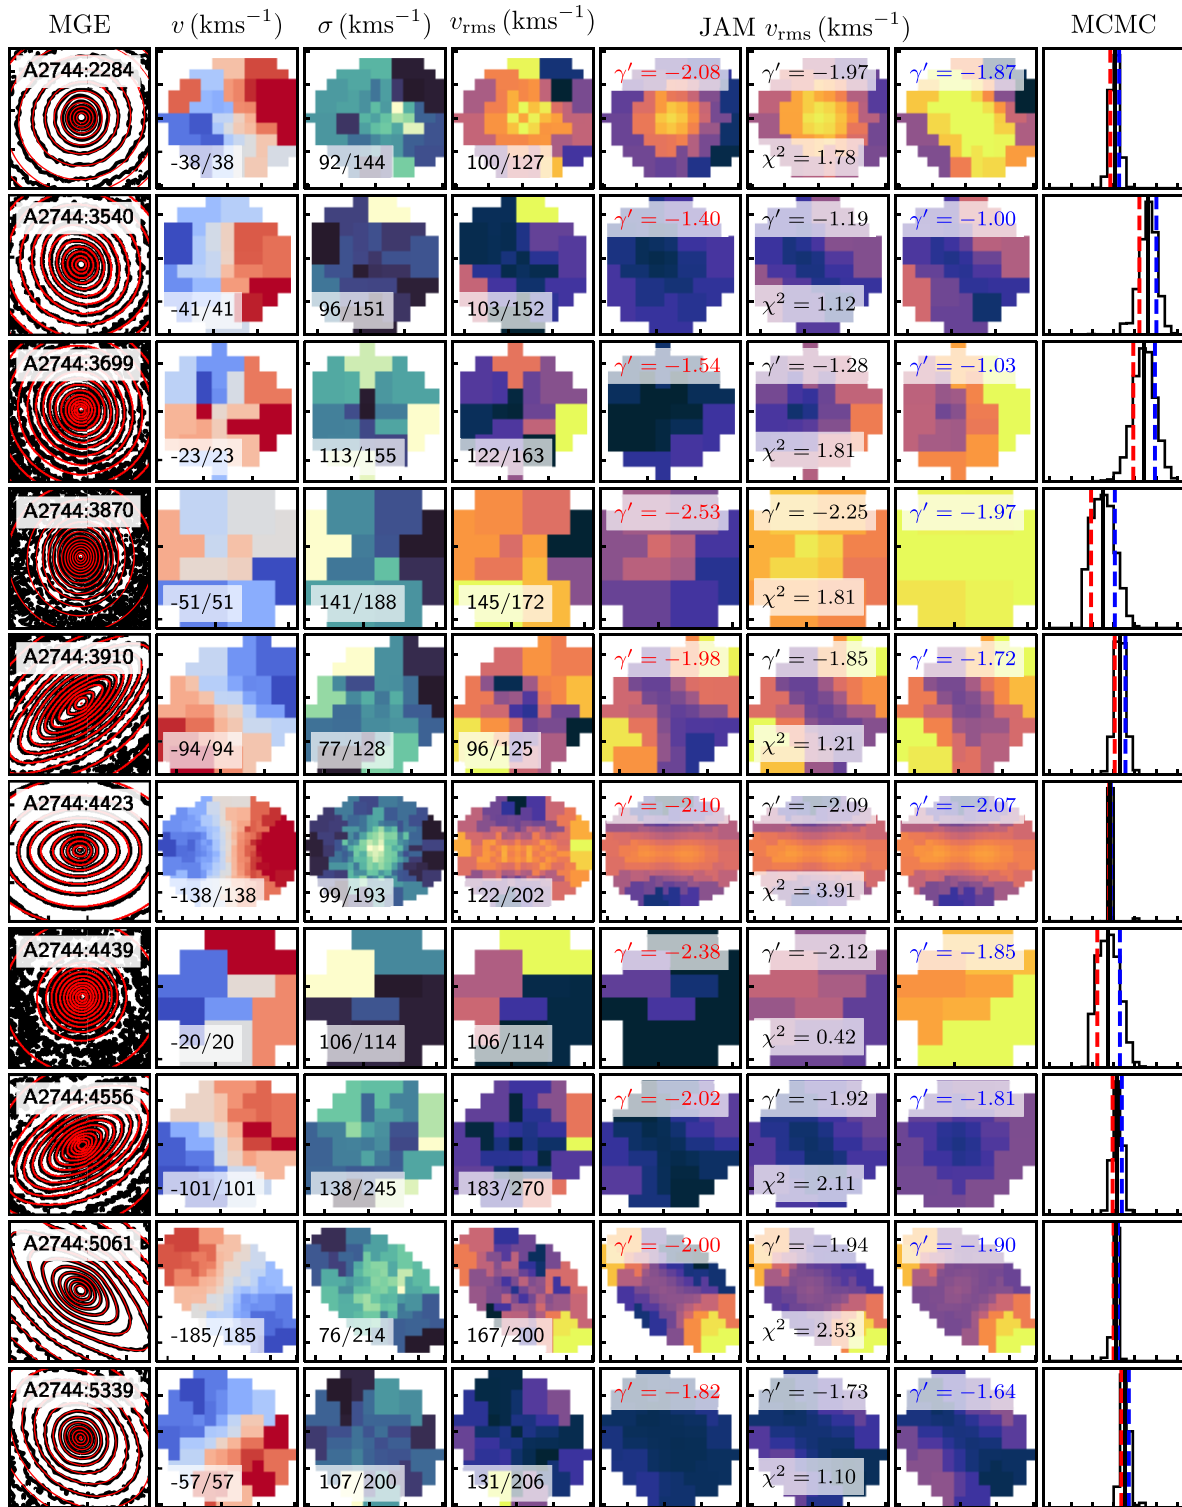 MGE v (kms⁻¹) σ (kms⁻¹) v_rms (kms⁻¹) JAM v_rms (kms⁻¹) MCMC
A2744:2284 γ′ = −2.08 γ′ = −1.97 γ′ = −1.87
-38/38 92/144 100/127 χ² = 1.78
A2744:3540 γ′ = −1.40 γ′ = −1.19 γ′ = −1.00
-41/41 96/151 103/152 χ² = 1.12
A2744:3699 γ′ = −1.54 γ′ = −1.28 γ′ = −1.03
-23/23 113/155 122/163 χ² = 1.81
A2744:3870 γ′ = −2.53 γ′ = −2.25 γ′ = −1.97
-51/51 141/188 145/172 χ² = 1.81
A2744:3910 γ′ = −1.98 γ′ = −1.85 γ′ = −1.72
-94/94 77/128 96/125 χ² = 1.21
A2744:4423 γ′ = −2.10 γ′ = −2.09 γ′ = −2.07
-138/138 99/193 122/202 χ² = 3.91
A2744:4439 γ′ = −2.38 γ′ = −2.12 γ′ = −1.85
-20/20 106/114 106/114 χ² = 0.42
A2744:4556 γ′ = −2.02 γ′ = −1.92 γ′ = −1.81
-101/101 138/245 183/270 χ² = 2.11
A2744:5061 γ′ = −2.00 γ′ = −1.94 γ′ = −1.90
-185/185 76/214 167/200 χ² = 2.53
A2744:5339 γ′ = −1.82 γ′ = −1.73 γ′ = −1.64
-57/57 107/200 131/206 χ² = 1.10